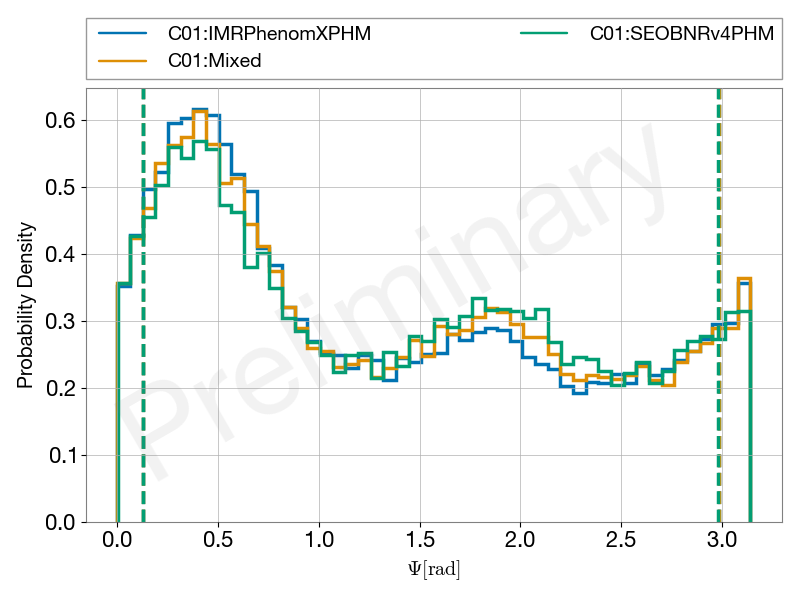 C01:IMRPhenomXPHM
C01:Mixed
C01:SEOBNRv4PHM
Preliminary
Probability Density
0.6
0.5
0.4
0.3
0.2
0.1
0.0
0.0 0.5 1.0 1.5 2.0 2.5 3.0
Ψ[rad]